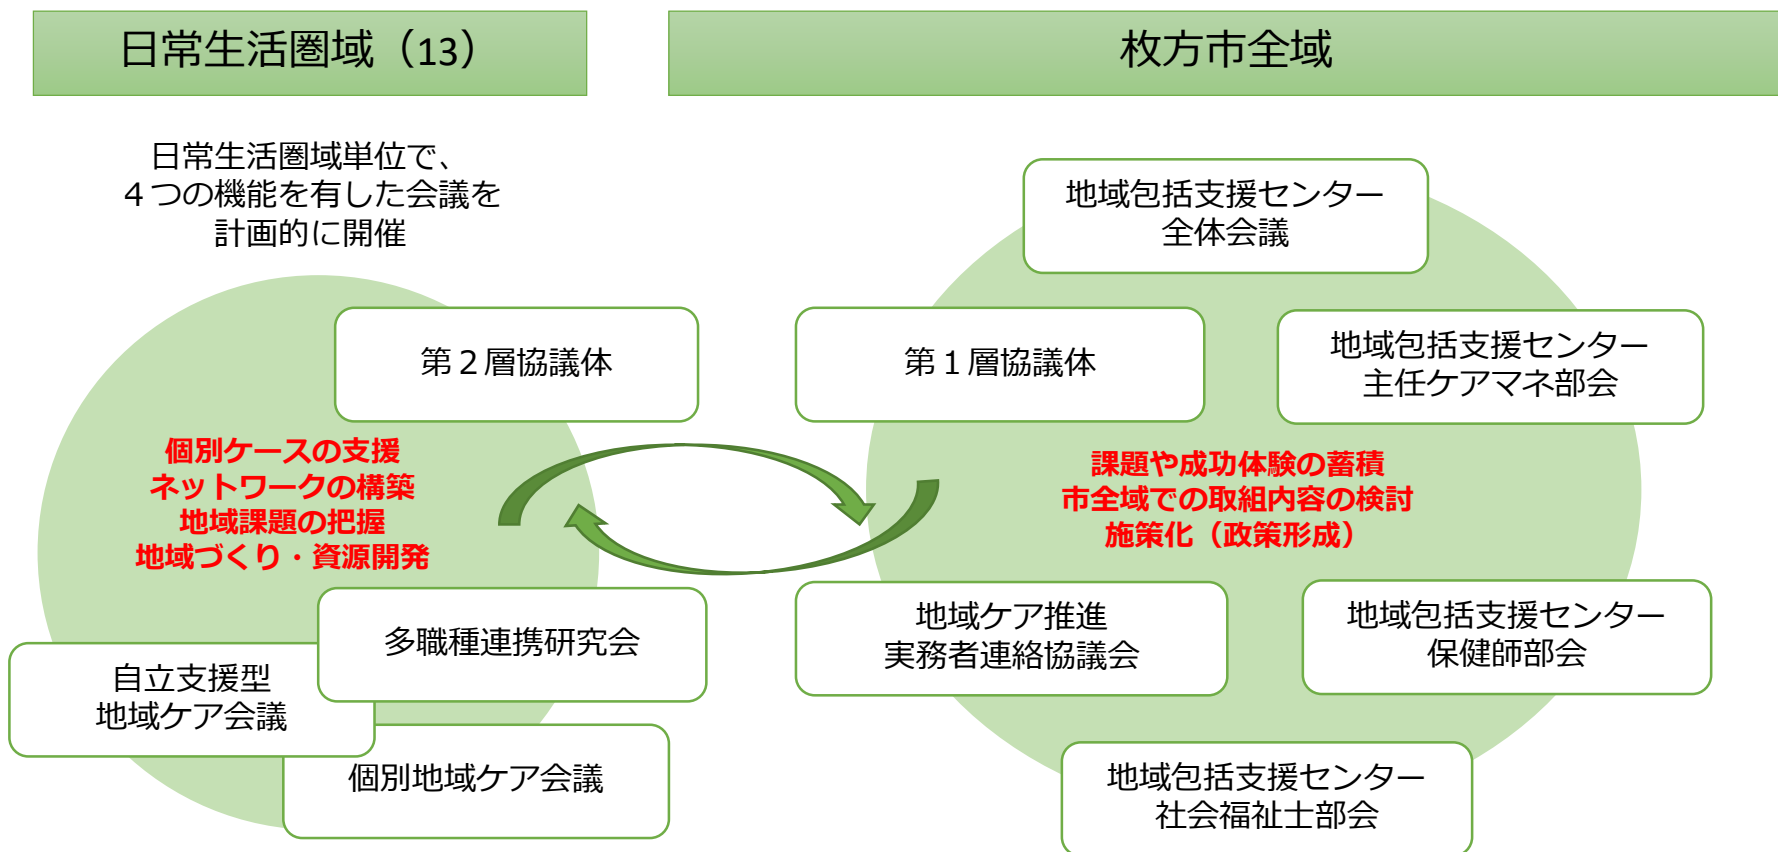 日常生活圏域（13）
枚方市全域
日常生活圏域単位で、
４つの機能を有した会議を
計画的に開催
第２層協議体
個別ケースの支援
ネットワークの構築
地域課題の把握
地域づくり・資源開発
多職種連携研究会
自立支援型
地域ケア会議
個別地域ケア会議
地域包括支援センター
全体会議
第１層協議体
地域包括支援センター
主任ケアマネ部会
課題や成功体験の蓄積
市全域での取組内容の検討
施策化（政策形成）
地域ケア推進
実務者連絡協議会
地域包括支援センター
保健師部会
地域包括支援センター
社会福祉士部会